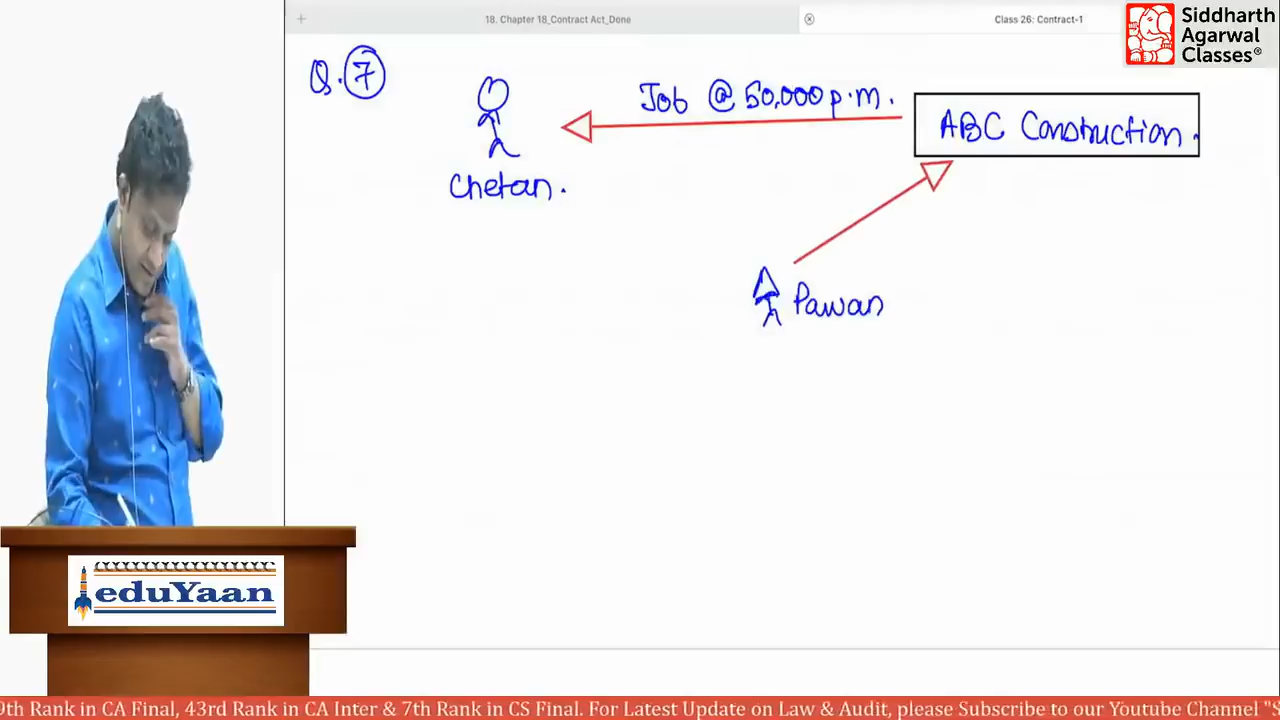 18. Chapter 18_Contract Act_Done
Class 26: Contract-1
Siddharth
Agarwal
Classes®
Q. 7
Job @ 50,000 p.m.
ABC Construction.
Chetan.
Pawan
eduYaan
9th Rank in CA Final, 43rd Rank in CA Inter & 7th Rank in CS Final. For Latest Update on Law & Audit, please Subscribe to our Youtube Channel "S